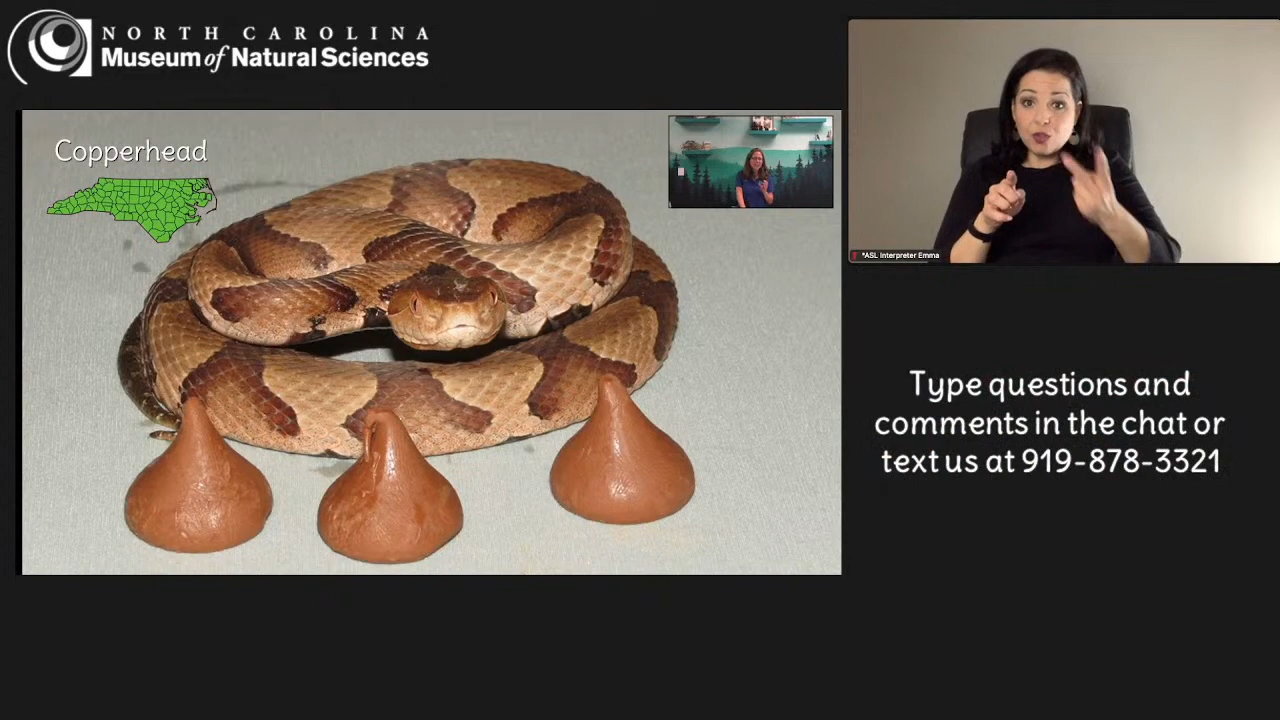 NORTH CAROLINA
Museum of Natural Sciences
Copperhead
*ASL Interpreter Emma
Type questions and
comments in the chat or
text us at 919-878-3321